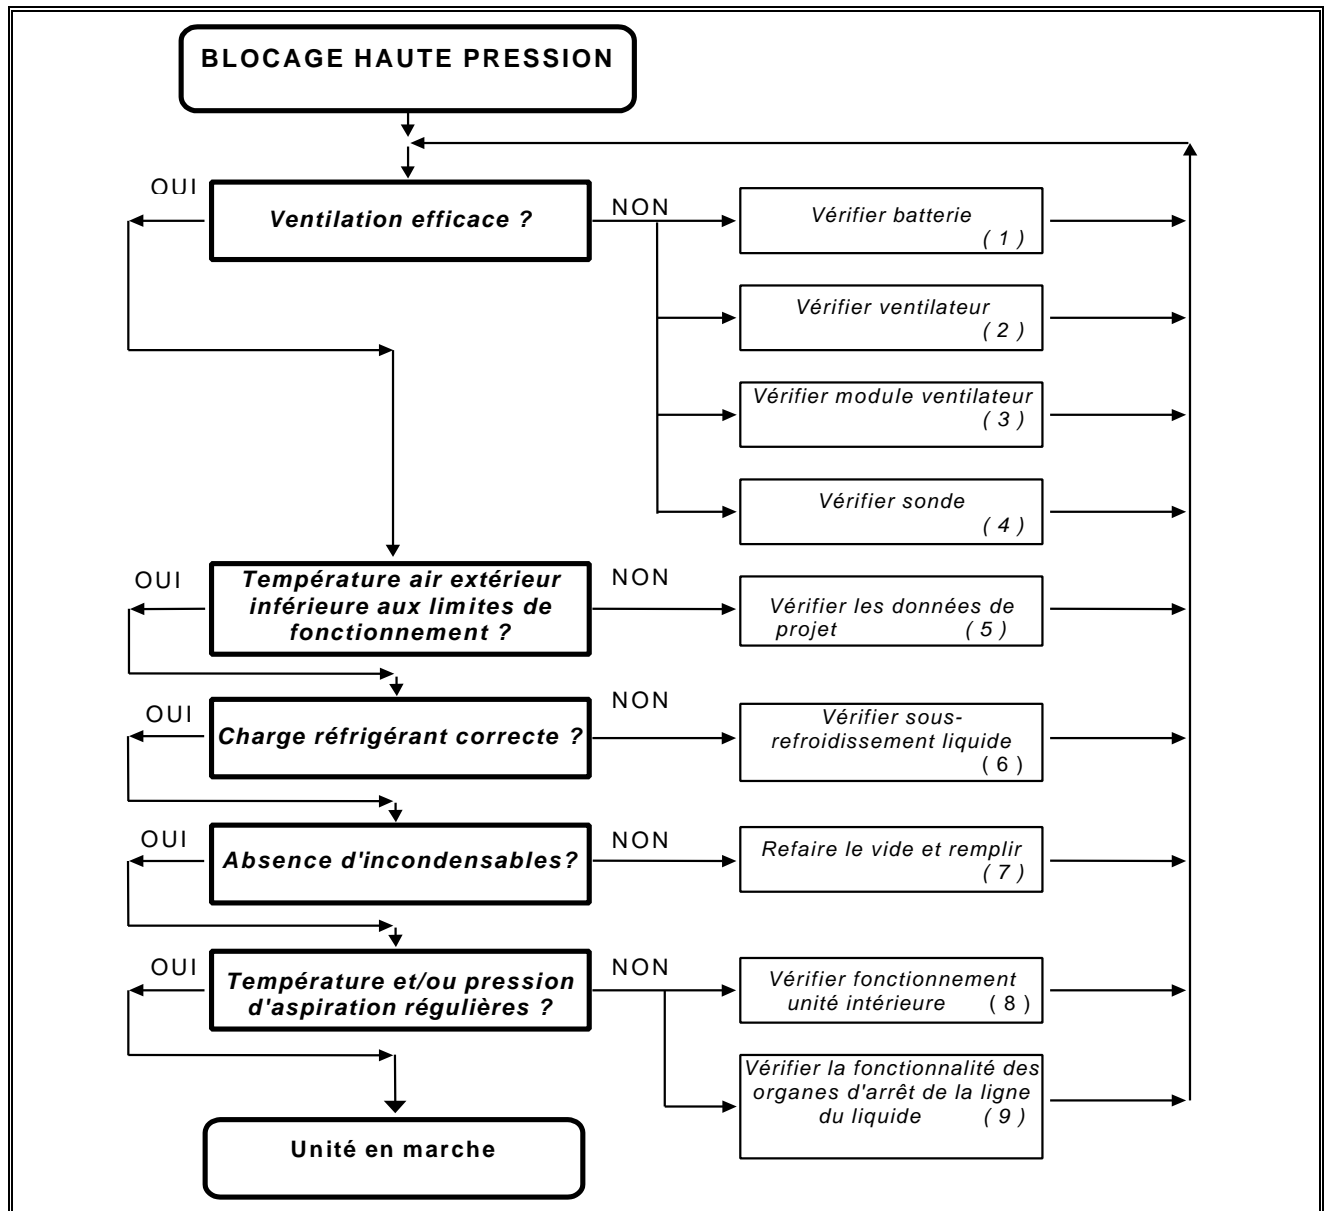 BLOCAGE HAUTE PRESSION
OUI
Ventilation efficace ?
NON
Vérifier batterie
( 1 )
Vérifier ventilateur
( 2 )
Vérifier module ventilateur
( 3 )
Vérifier sonde
( 4 )
OUI
Température air extérieur
inférieure aux limites de
fonctionnement ?
NON
Vérifier les données de
projet ( 5 )
OUI
Charge réfrigérant correcte ?
NON
Vérifier sous-
refroidissement liquide
( 6 )
OUI
Absence d'incondensables?
NON
Refaire le vide et remplir
( 7 )
OUI
Température et/ou pression
d'aspiration régulières ?
NON
Vérifier fonctionnement
unité intérieure ( 8 )
Vérifier la fonctionnalité des
organes d'arrêt de la ligne
du liquide ( 9 )
Unité en marche